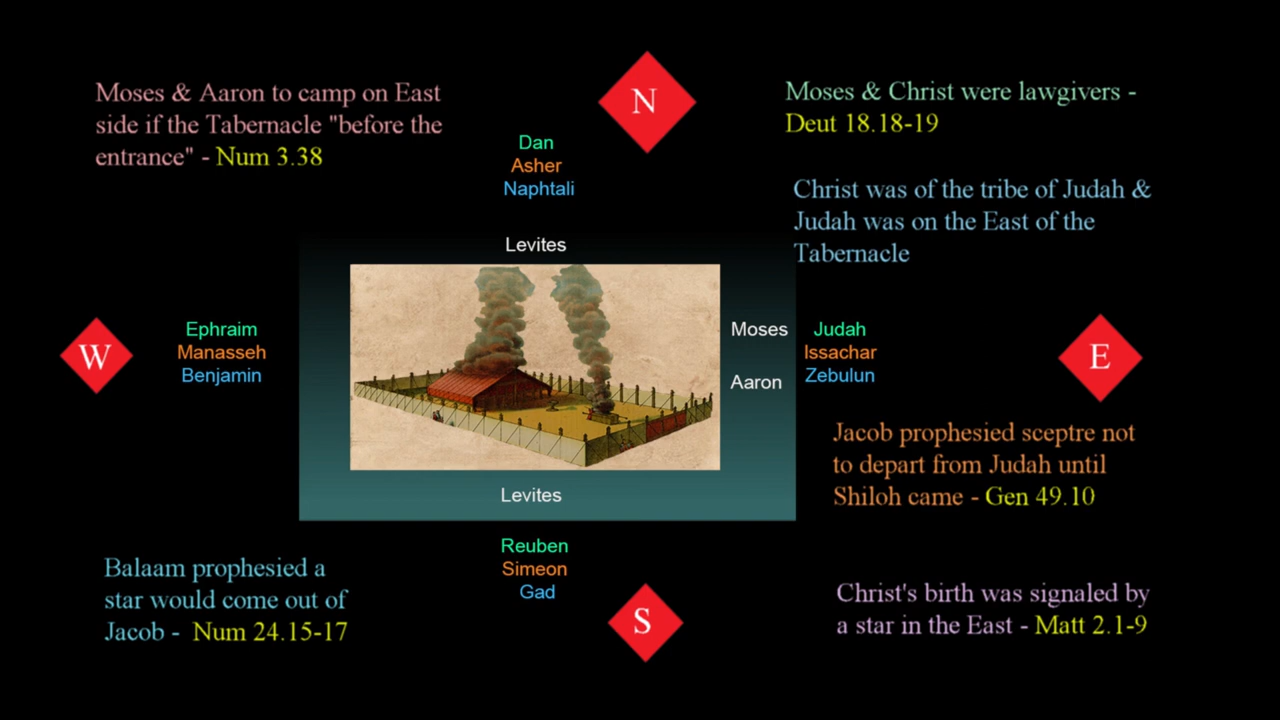 Moses & Aaron to camp on East
side if the Tabernacle "before the
entrance" - Num 3.38
N
Moses & Christ were lawgivers -
Deut 18.18-19
Dan
Asher
Naphtali
Christ was of the tribe of Judah &
Judah was on the East of the
Tabernacle
Levites
W
Ephraim
Manasseh
Benjamin
Moses
Aaron
Judah
Issachar
Zebulun
E
Jacob prophesied sceptre not
to depart from Judah until
Shiloh came - Gen 49.10
Levites
Reuben
Simeon
Gad
S
Balaam prophesied a
star would come out of
Jacob - Num 24.15-17
Christ's birth was signaled by
a star in the East - Matt 2.1-9